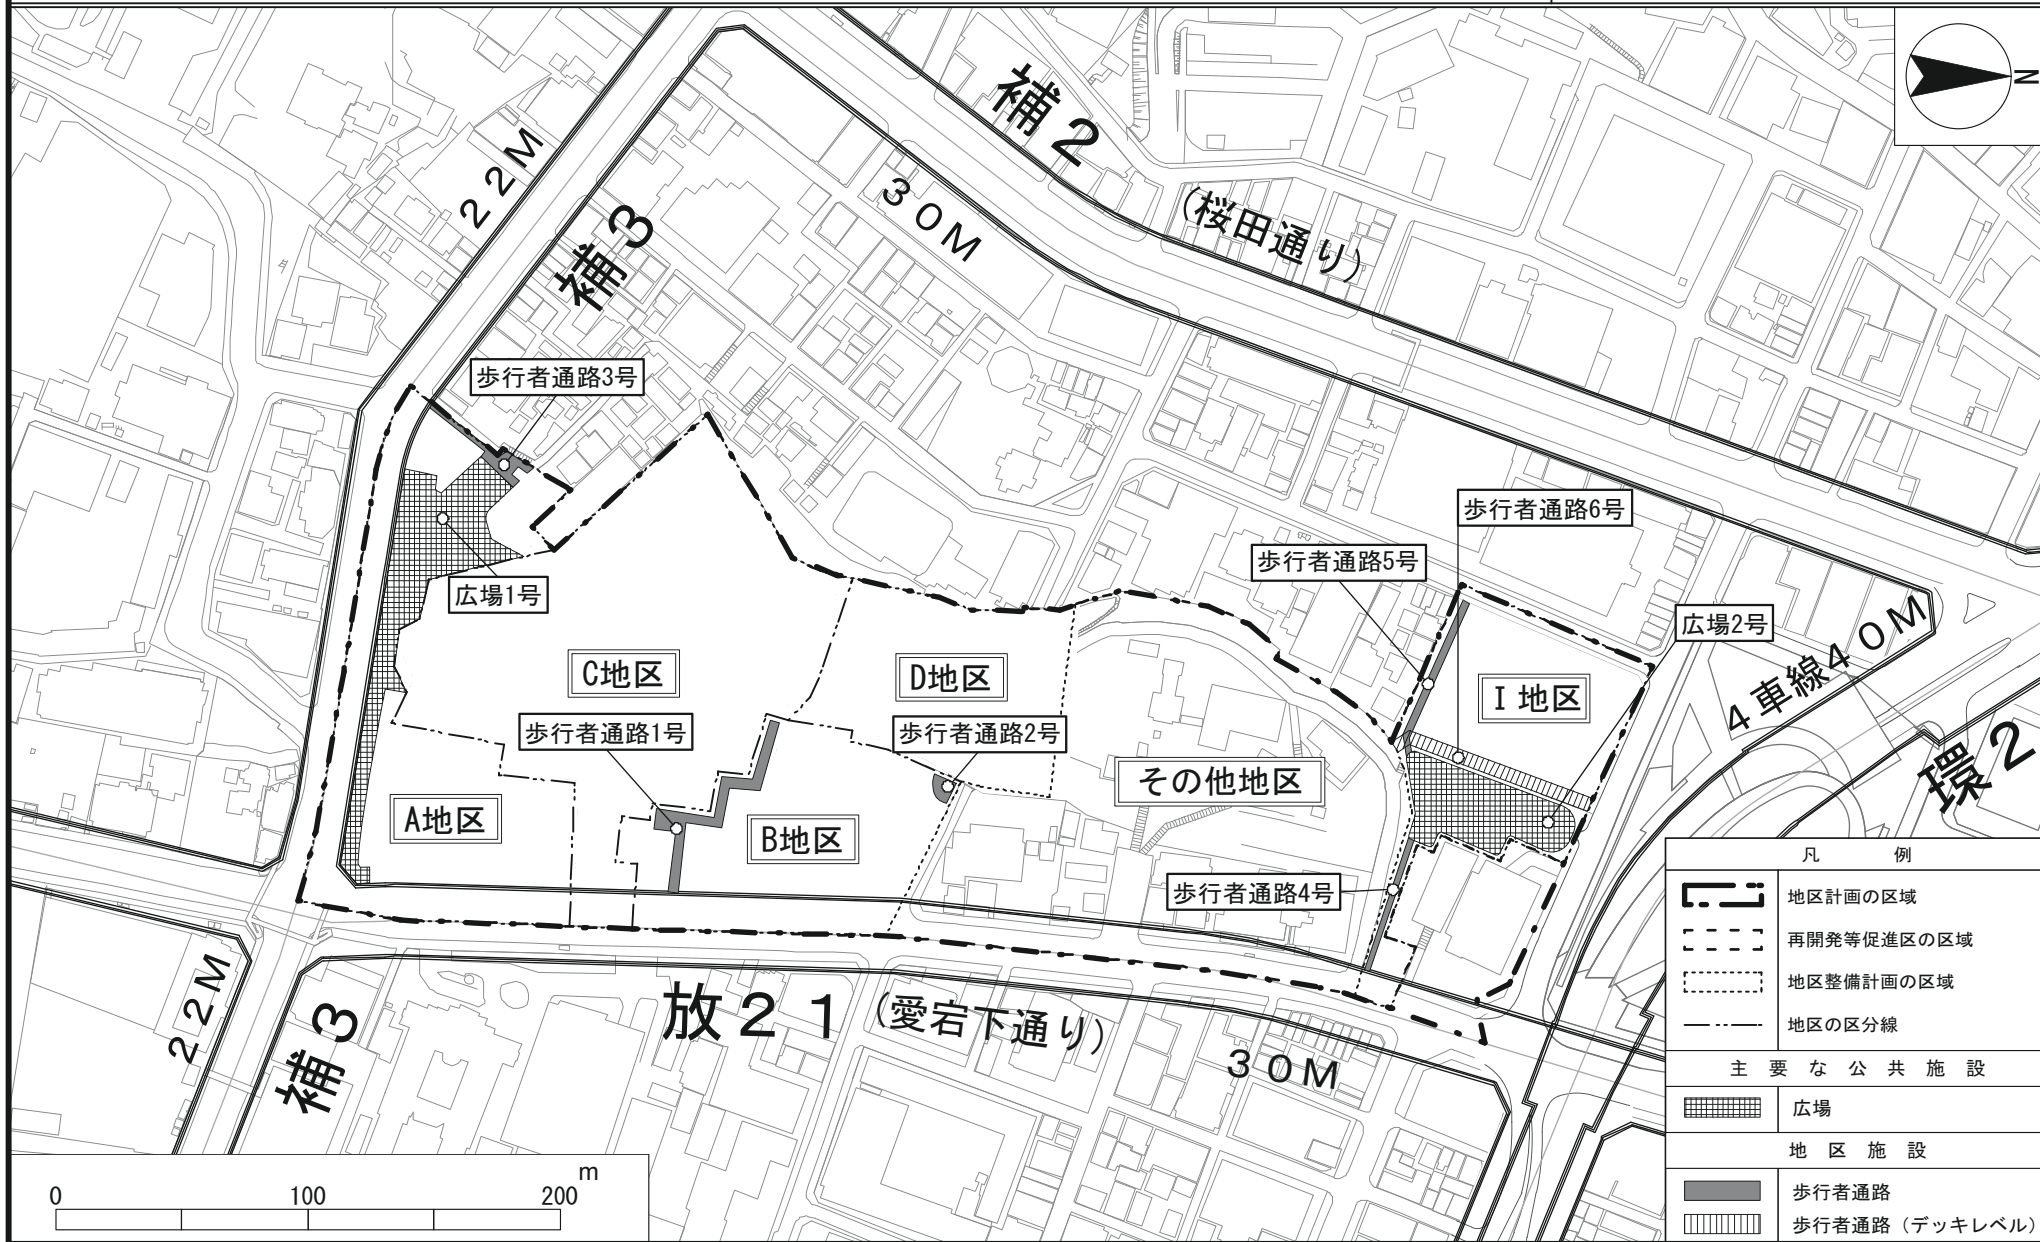 N
補2
(桜田通り)
30M
22M
補3
歩行者通路3号
広場1号
歩行者通路6号
歩行者通路5号
広場2号
4車線40M
環2
C地区
D地区
I地区
歩行者通路1号
歩行者通路2号
その他地区
A地区
B地区
歩行者通路4号
22M
補3
放21
(愛宕下通り)
30M
凡例
地区計画の区域
再開発等促進区の区域
地区整備計画の区域
地区の区分線
主要な公共施設
広場
地区施設
歩行者通路
歩行者通路(デッキレベル)
m
0 100 200